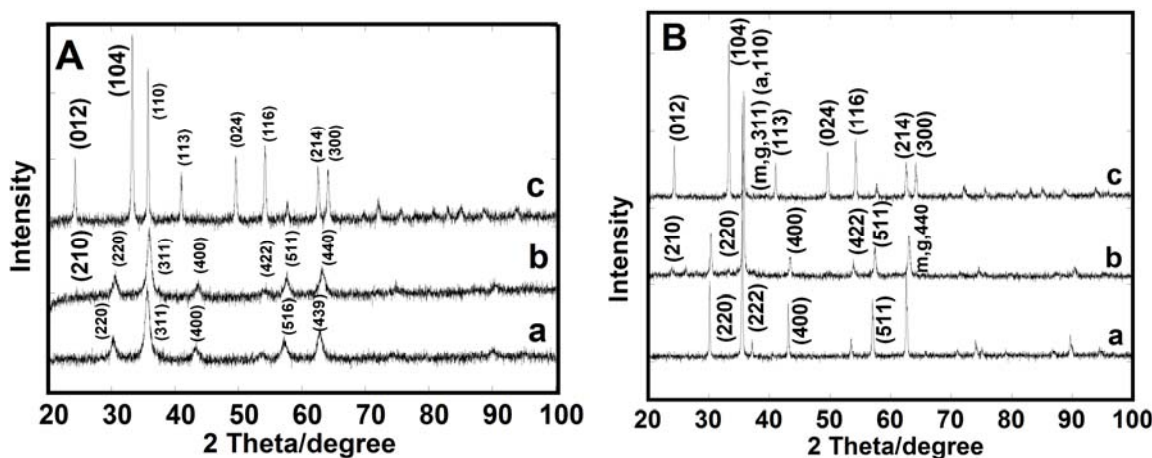 A
(012)
(104)
(110)
(113)
(024)
(116)
(214)
(300)
c
(210)
(220)
(311)
(400)
(422)
(511)
(440)
b
(220)
(311)
(400)
(516)
(439)
a
Intensity
20 30 40 50 60 70 80 90 100
2 Theta/degree
B
(012)
(104)
(m,g,311) (a,110)
(113)
(024)
(116)
(214)
(300)
c
(210)
(220)
(400)
(422)
(511)
m,g,440
b
(220)
(222)
(400)
(511)
a
Intensity
20 30 40 50 60 70 80 90 100
2 Theta/degree